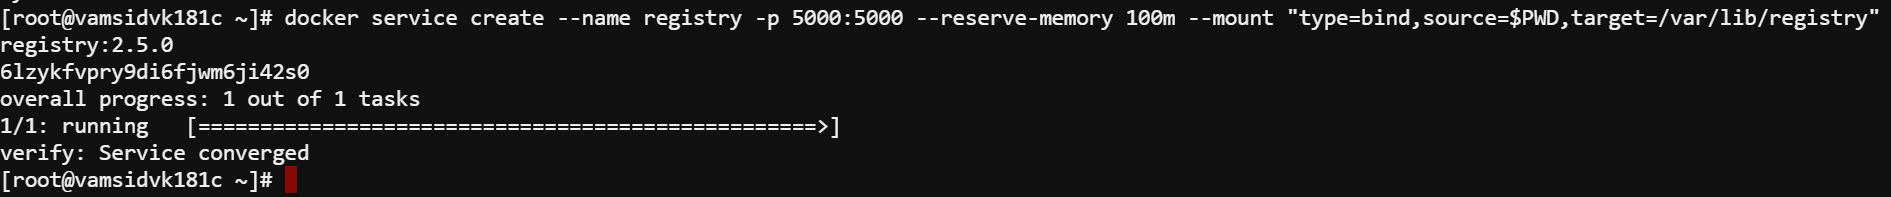 [root@vamsidvk181c ~]# docker service create --name registry -p 5000:5000 --reserve-memory 100m --mount "type=bind,source=$PWD,target=/var/lib/registry"
registry:2.5.0
6lzykfvpry9di6fjwm6ji42s0
overall progress: 1 out of 1 tasks
1/1: running   [==================================================>]
verify: Service converged
[root@vamsidvk181c ~]#